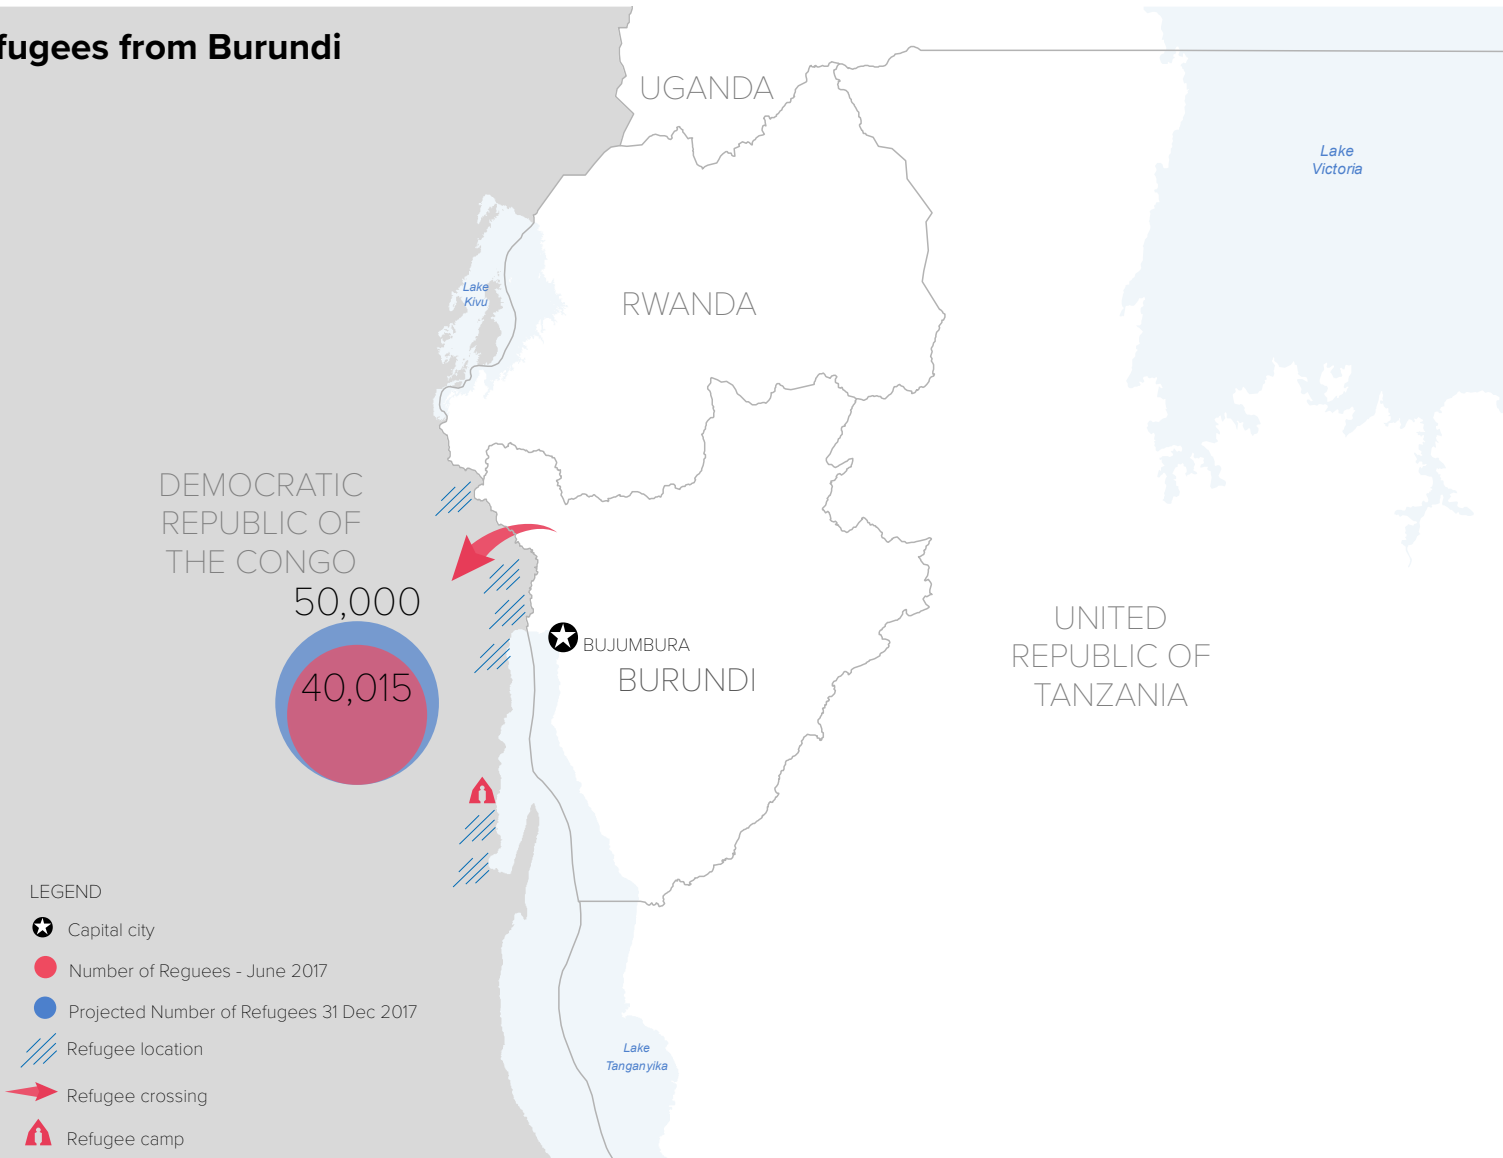 fugees from Burundi
UGANDA
Lake
Victoria
Lake
Kivu
RWANDA
DEMOCRATIC
REPUBLIC OF
THE CONGO
50,000
40,015
BUJUMBURA
BURUNDI
UNITED
REPUBLIC OF
TANZANIA
LEGEND
Capital city
Number of Reguees - June 2017
Projected Number of Refugees 31 Dec 2017
Refugee location
Refugee crossing
Refugee camp
Lake
Tanganyika